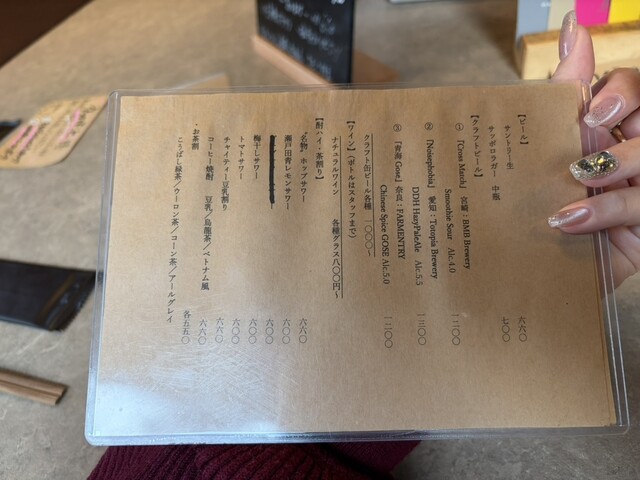 【ビール】
サントリー生 六六〇
サッポロラガー 中瓶 七〇〇
【クラフトビール】
① 『Cross Match』 宮崎：BMB Brewery
Smoothie Sour Alc.4.0 一二〇〇
② 『Noisephobia』 愛知：Totopia Brewery
DDH HazyPaleAle Alc.5.5 一三〇〇
③ 『青海 Gose』 奈良：FARMENTRY
Chinese Spice GOSE Alc.5.0 一二〇〇
クラフト缶ビール各種 一〇〇〇～
【ワイン】（ボトルはスタッフまで）
ナチュラルワイン 各種グラス八〇〇円～
【酎ハイ・茶割り】
名物 ホップサワー 六六〇
瀬戸田青レモンサワー 六〇〇
梅干しサワー 六〇〇
トマトサワー 六〇〇
チャイティー豆乳割り 六六〇
コーヒー焼酎 豆乳／烏龍茶／ベトナム風 六六〇
お茶割
こうばし緑茶／ウーロン茶／コーン茶／アールグレイ 各五五〇